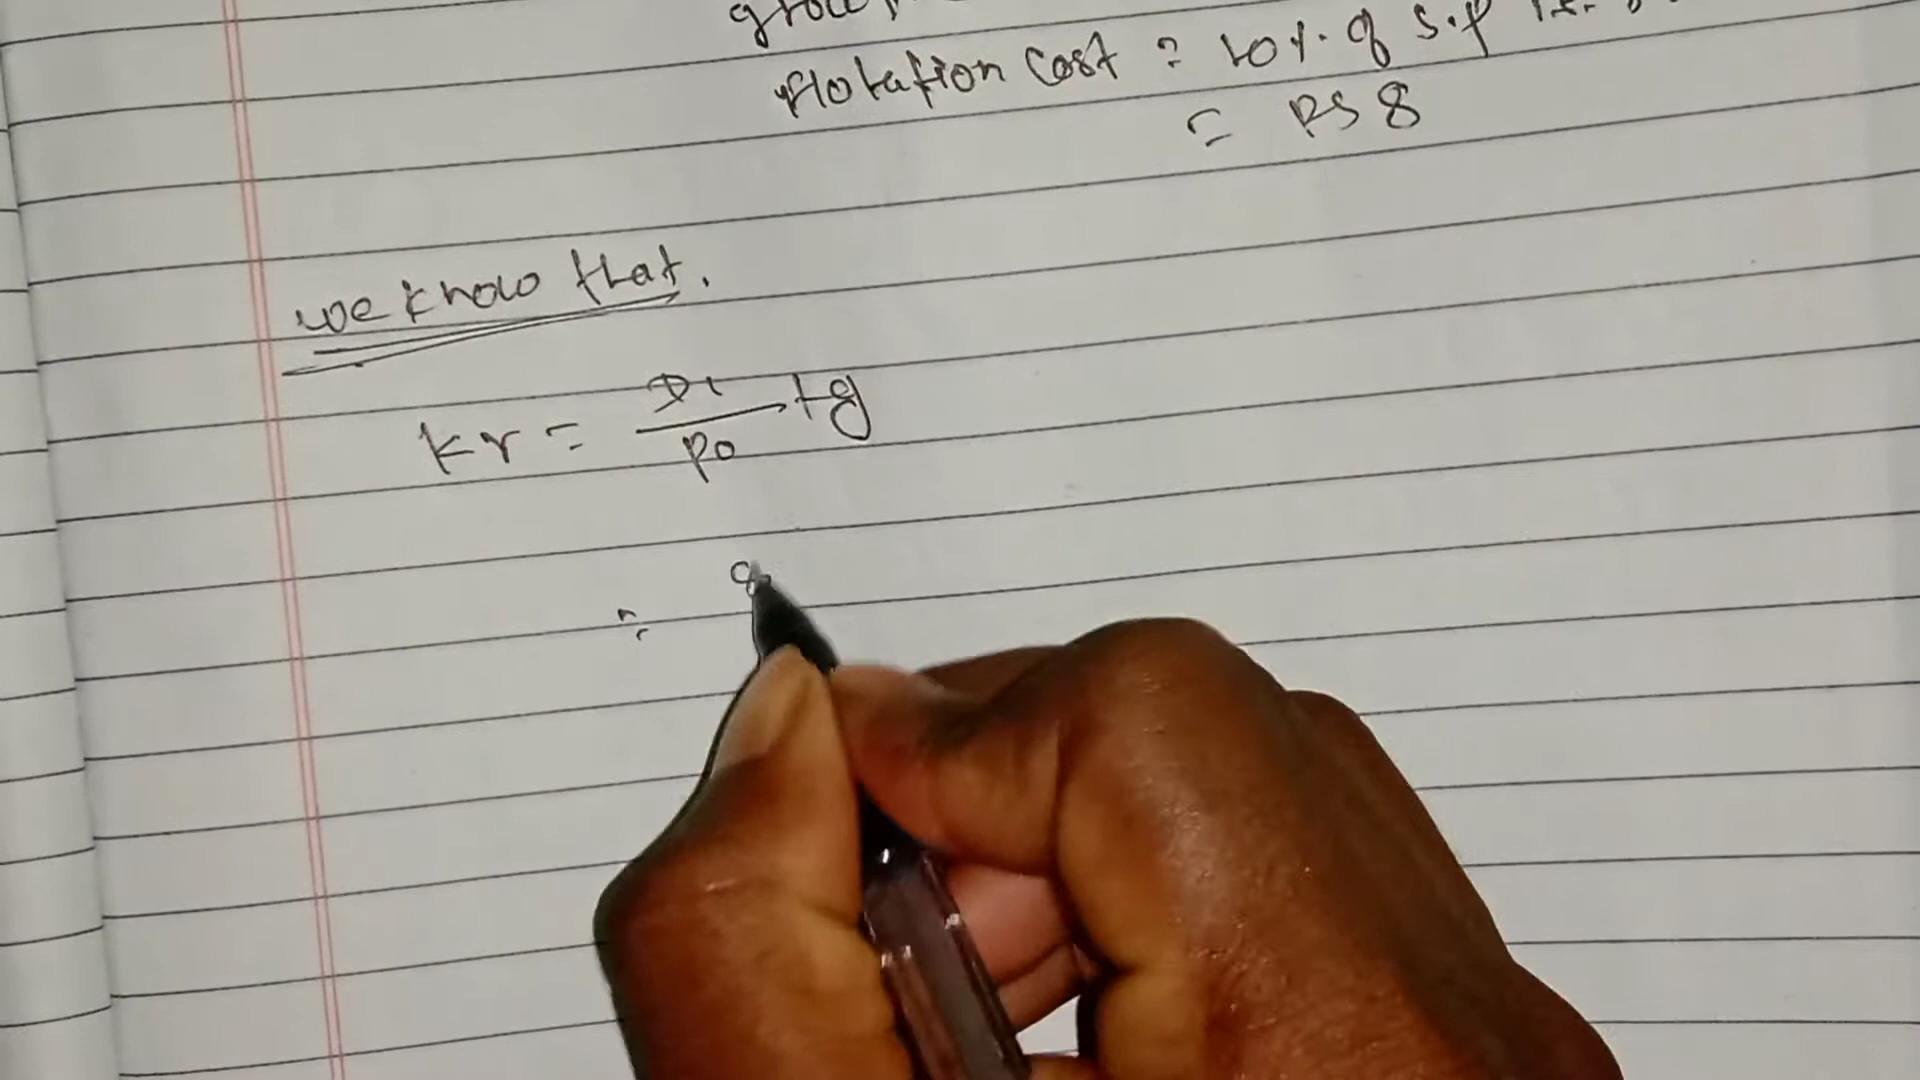 flotation cost = 10% of S.P
= RS 8
we know that.
Kr = D1/P0 + g
=